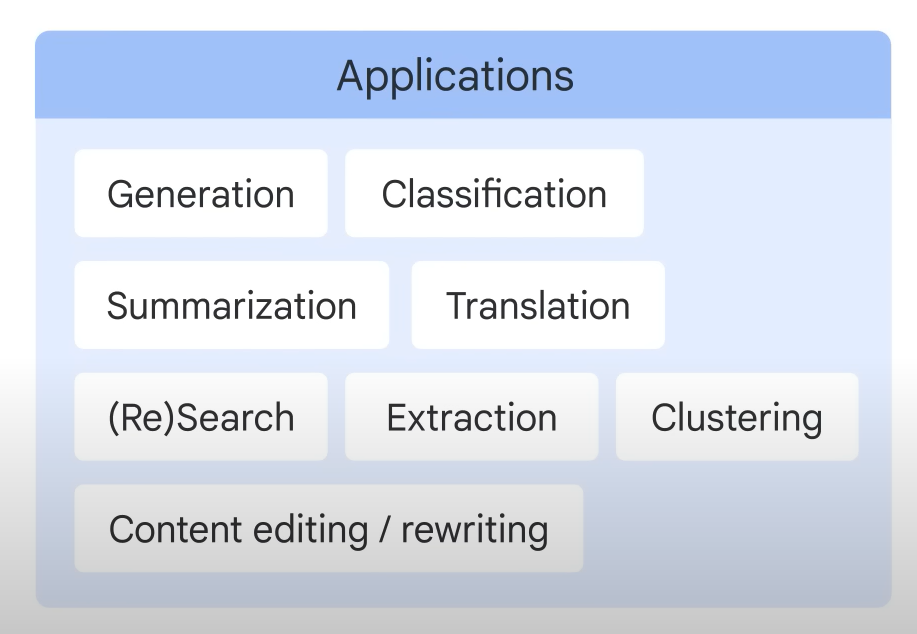 Applications
Generation Classification
Summarization Translation
(Re)Search Extraction Clustering
Content editing / rewriting